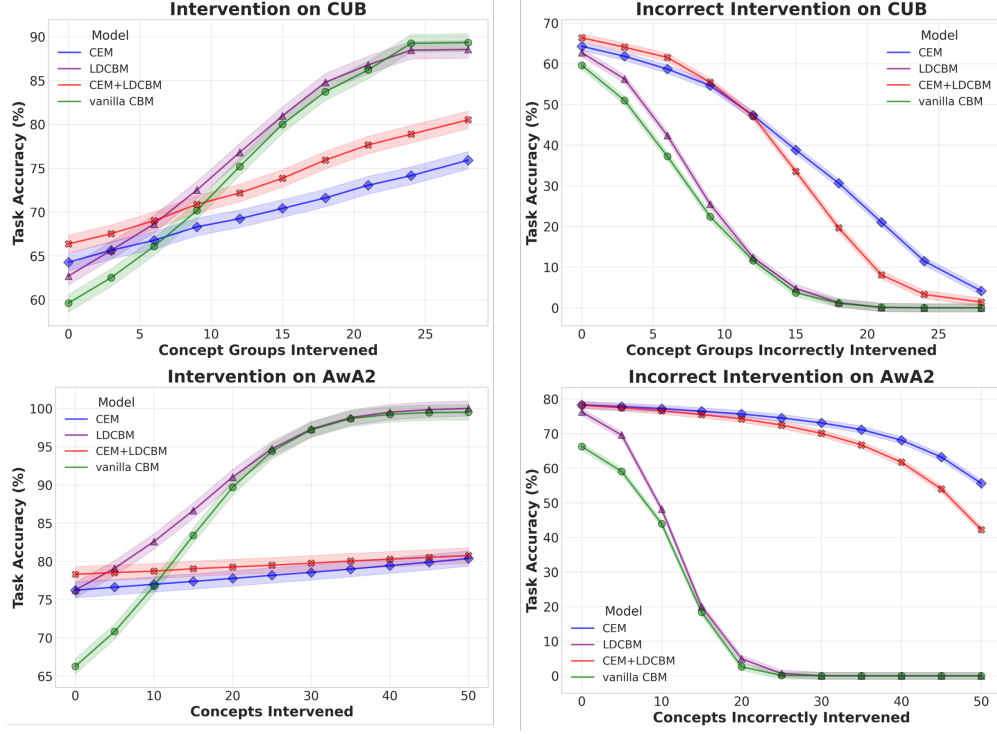 Intervention on CUB
Task Accuracy (%)
90
85
80
75
70
65
60
Model
CEM
LDCBM
CEM+LDCBM
vanilla CBM
0 5 10 15 20 25
Concept Groups Intervened
Incorrect Intervention on CUB
Task Accuracy (%)
70
60
50
40
30
20
10
0
Model
CEM
LDCBM
CEM+LDCBM
vanilla CBM
0 5 10 15 20 25
Concept Groups Incorrectly Intervened
Intervention on AwA2
Task Accuracy (%)
100
95
90
85
80
75
70
65
Model
CEM
LDCBM
CEM+LDCBM
vanilla CBM
0 10 20 30 40 50
Concepts Intervened
Incorrect Intervention on AwA2
Task Accuracy (%)
80
70
60
50
40
30
20
10
0
Model
CEM
LDCBM
CEM+LDCBM
vanilla CBM
0 10 20 30 40 50
Concepts Incorrectly Intervened